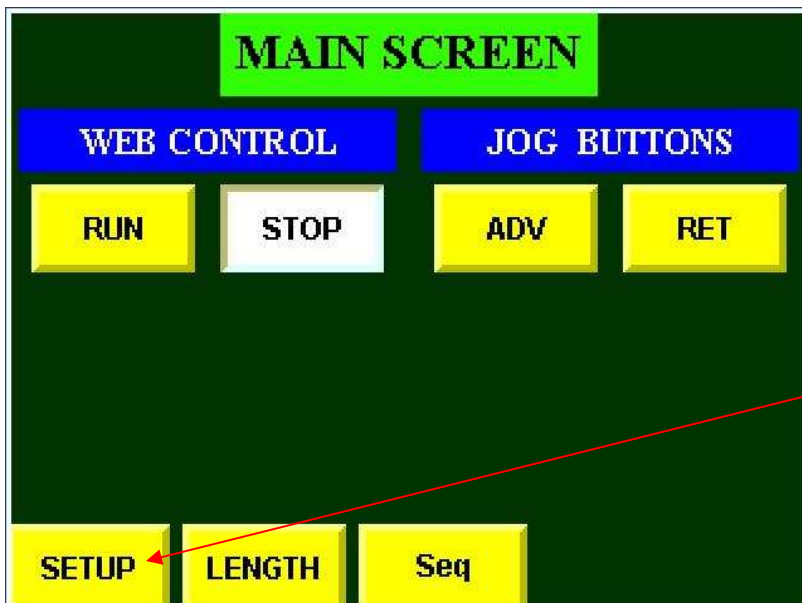 MAIN SCREEN
WEB CONTROL JOG BUTTONS
RUN STOP ADV RET
SETUP LENGTH Seq